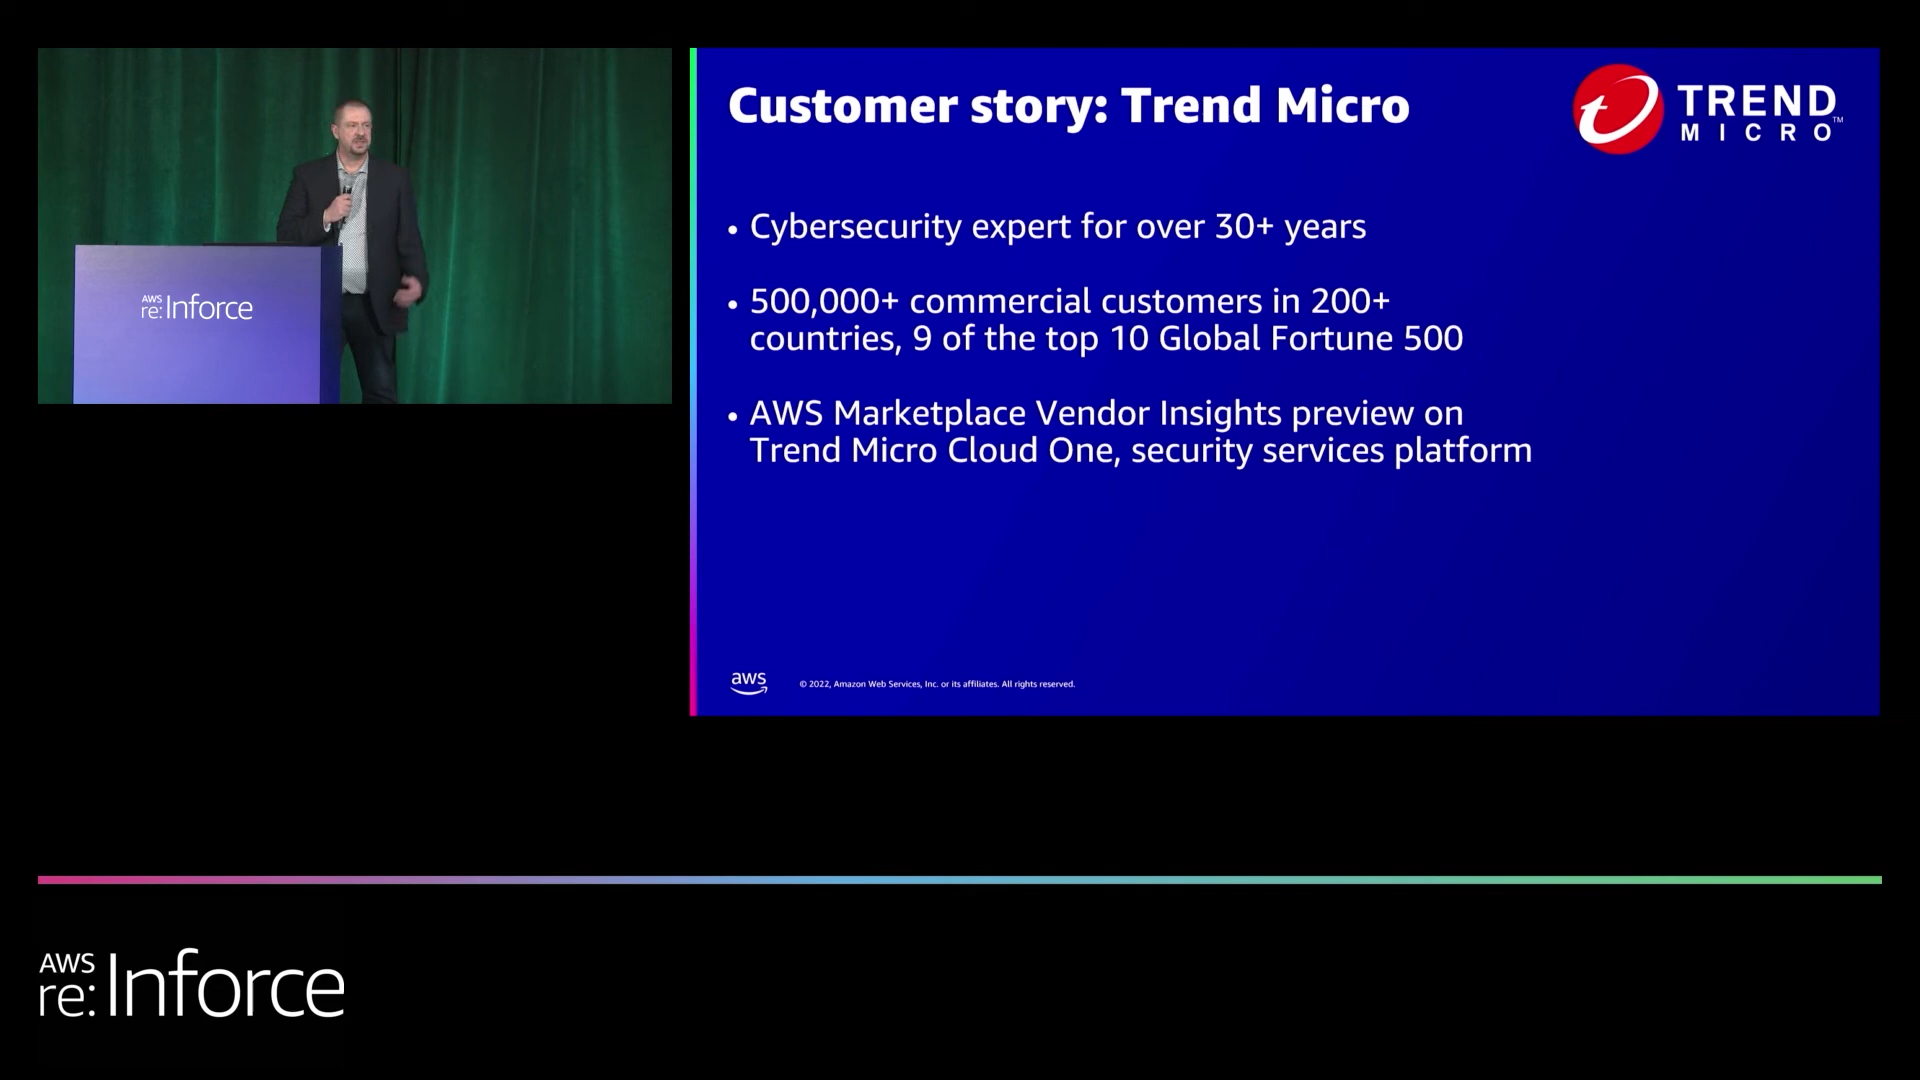 AWS
re:Inforce
Customer story: Trend Micro
TREND
MICRO™
• Cybersecurity expert for over 30+ years
• 500,000+ commercial customers in 200+
countries, 9 of the top 10 Global Fortune 500
• AWS Marketplace Vendor Insights preview on
Trend Micro Cloud One, security services platform
aws
© 2022, Amazon Web Services, Inc. or its affiliates. All rights reserved.
AWS
re:Inforce